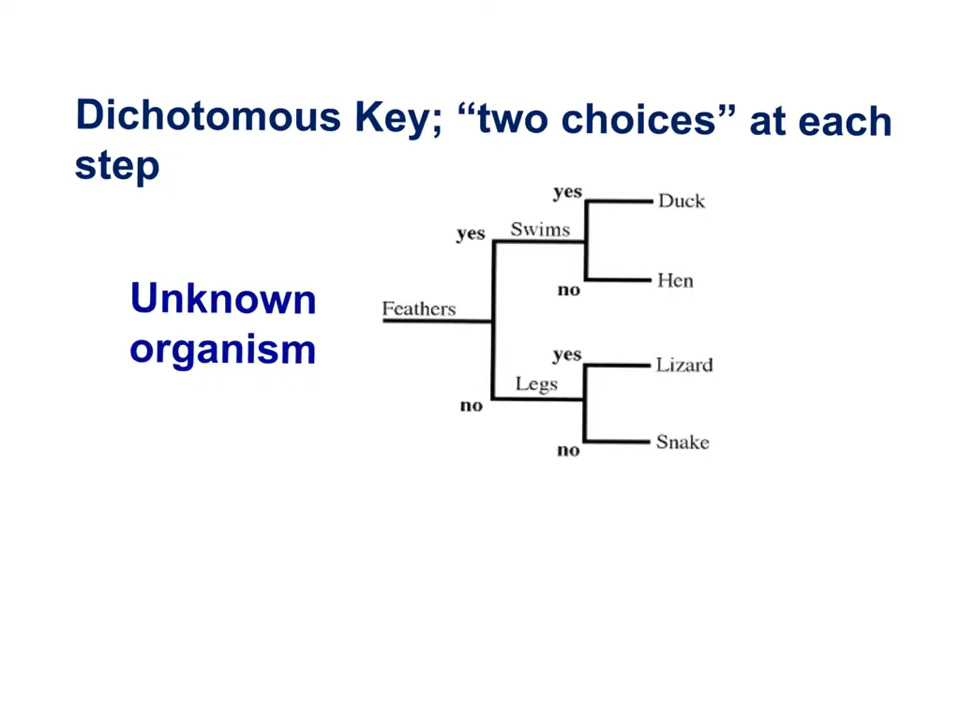 Dichotomous Key; “two choices” at each
step
yes
Duck
yes
Swims
no
Hen
Unknown
organism
Feathers
yes
Lizard
no
Legs
no
Snake